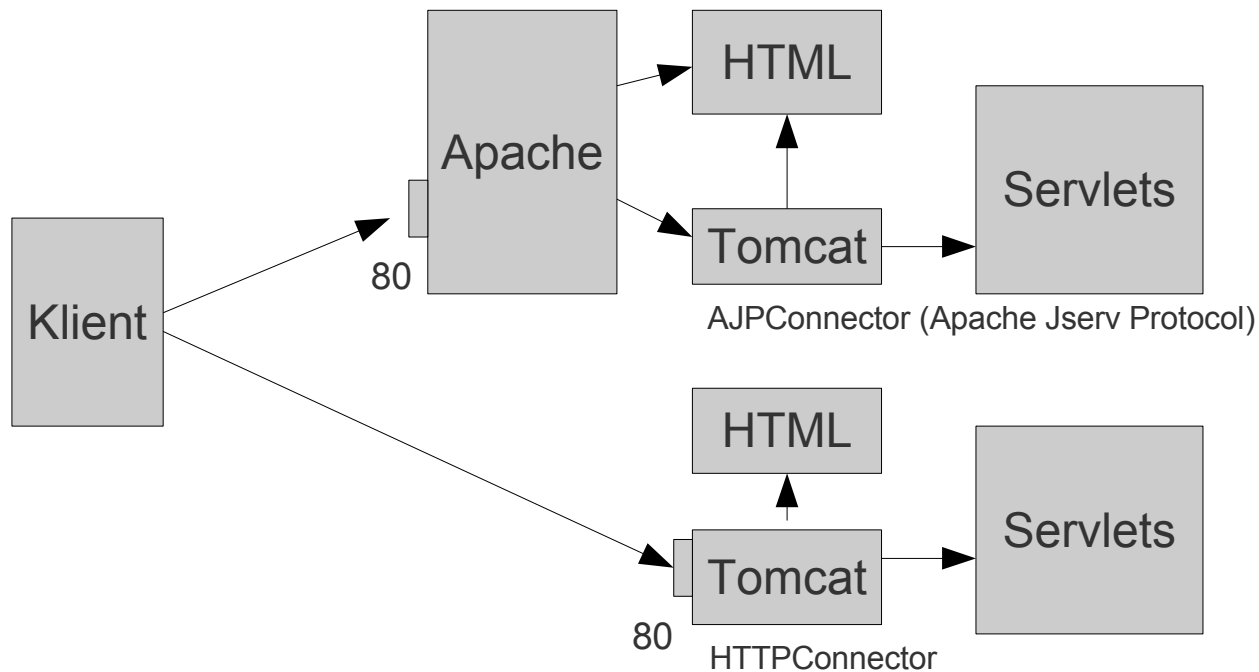 HTML
Apache
Servlets
Tomcat
80
Klient
AJPConnector (Apache Jserv Protocol)
HTML
Servlets
Tomcat
80
HTTPConnector